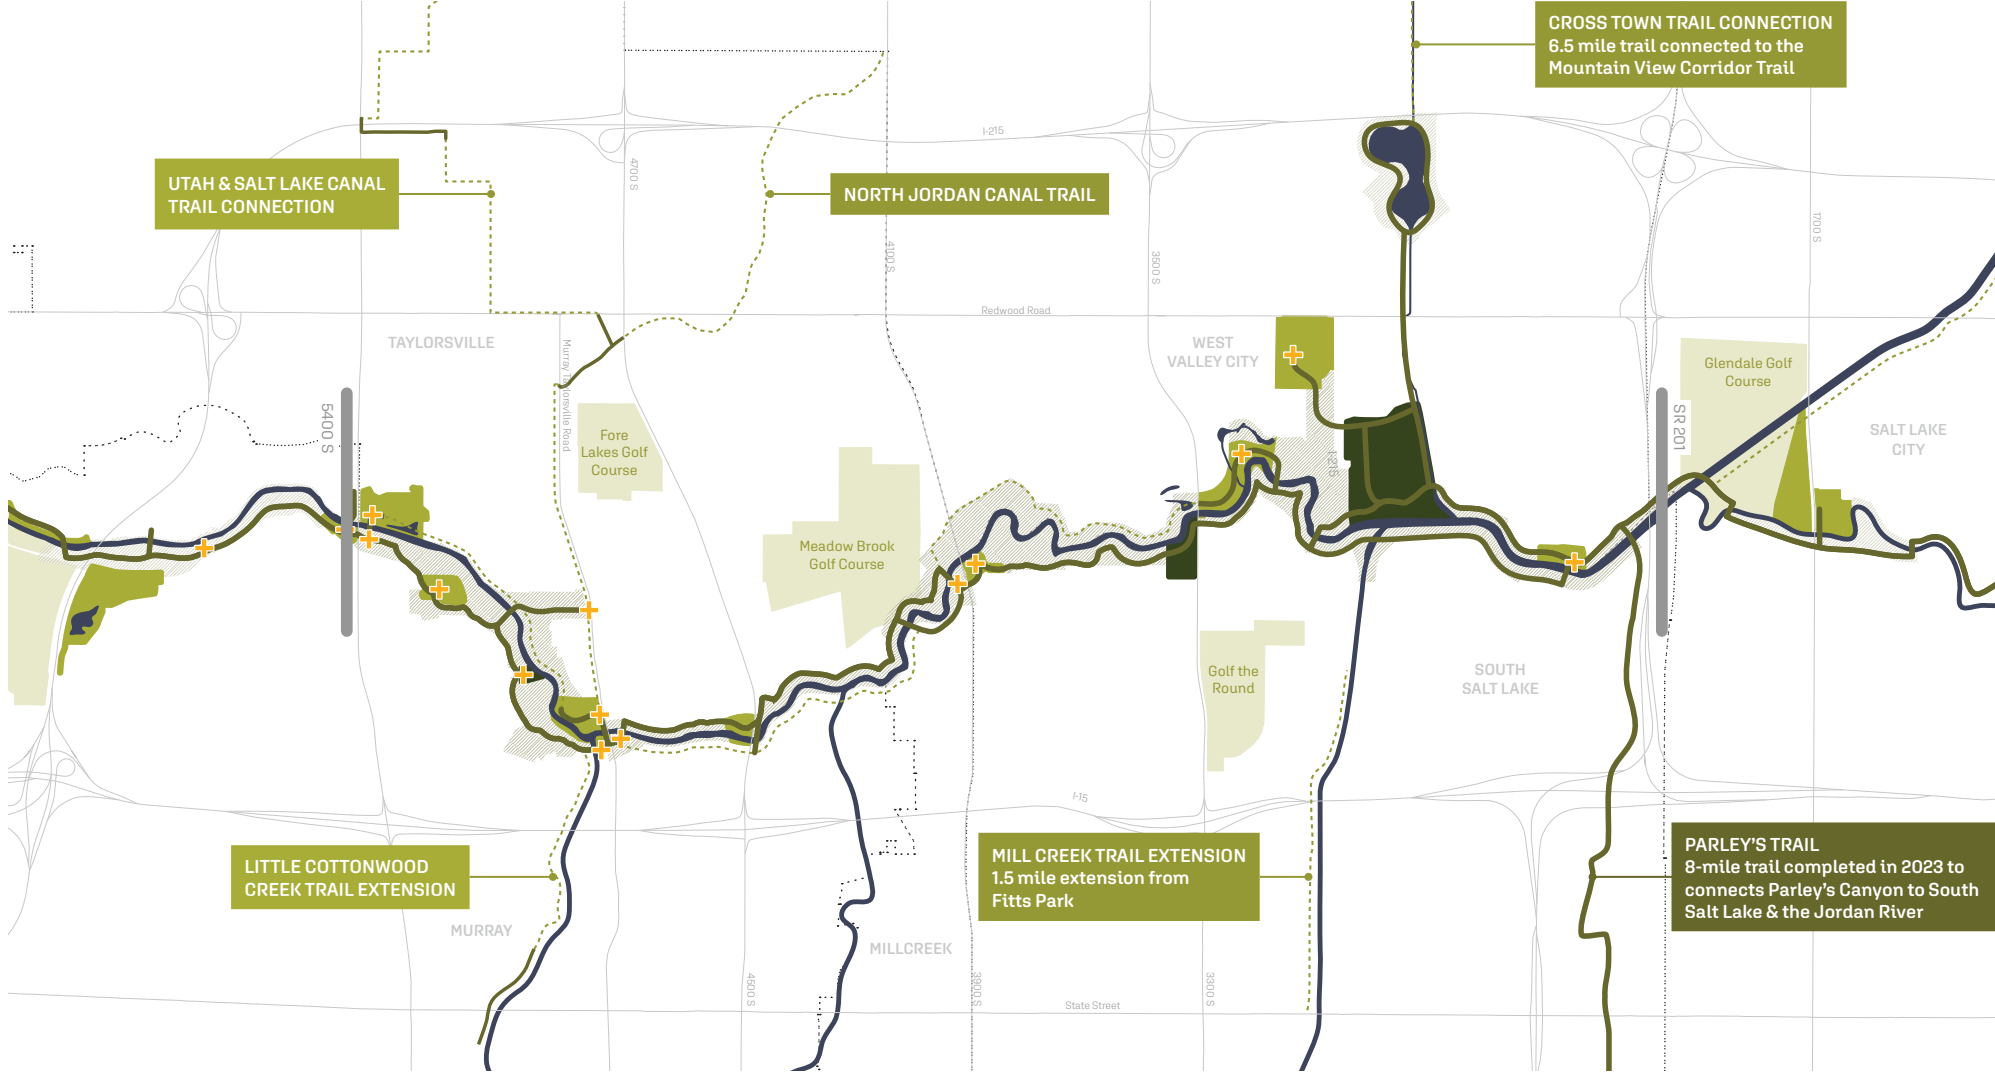 CROSS TOWN TRAIL CONNECTION
6.5 mile trail connected to the
Mountain View Corridor Trail
I-215
4700 S
UTAH & SALT LAKE CANAL
TRAIL CONNECTION
NORTH JORDAN CANAL TRAIL
4100 S
3500 S
1700 S
Redwood Road
TAYLORSVILLE
Murray Taylorsville Road
WEST
VALLEY CITY
Glendale Golf
Course
5400 S
SR 201
SALT LAKE
CITY
Fore
Lakes Golf
Course
I-215
Meadow Brook
Golf Course
Golf the
Round
SOUTH
SALT LAKE
I-15
LITTLE COTTONWOOD
CREEK TRAIL EXTENSION
MILL CREEK TRAIL EXTENSION
1.5 mile extension from
Fitts Park
PARLEY'S TRAIL
8-mile trail completed in 2023 to
connects Parley's Canyon to South
Salt Lake & the Jordan River
MURRAY
MILLCREEK
4500 S
3900 S
3300 S
State Street